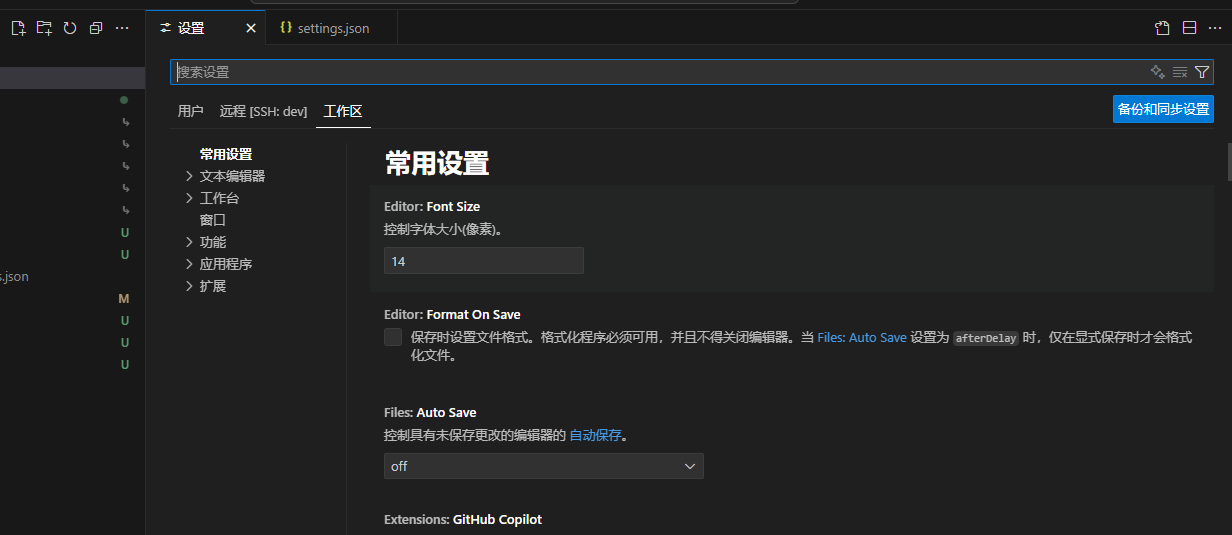 设置
settings.json
搜索设置
用户
远程 [SSH: dev]
工作区
备份和同步设置
常用设置
文本编辑器
工作台
窗口
功能
应用程序
扩展
U
U
s.json
M
U
U
U
常用设置
Editor: Font Size
控制字体大小(像素)。
14
Editor: Format On Save
保存时设置文件格式。格式化程序必须可用，并且不得关闭编辑器。当 Files: Auto Save 设置为 afterDelay 时，仅在显式保存时才会格式
化文件。
Files: Auto Save
控制具有未保存更改的编辑器的 自动保存。
off
Extensions: GitHub Copilot